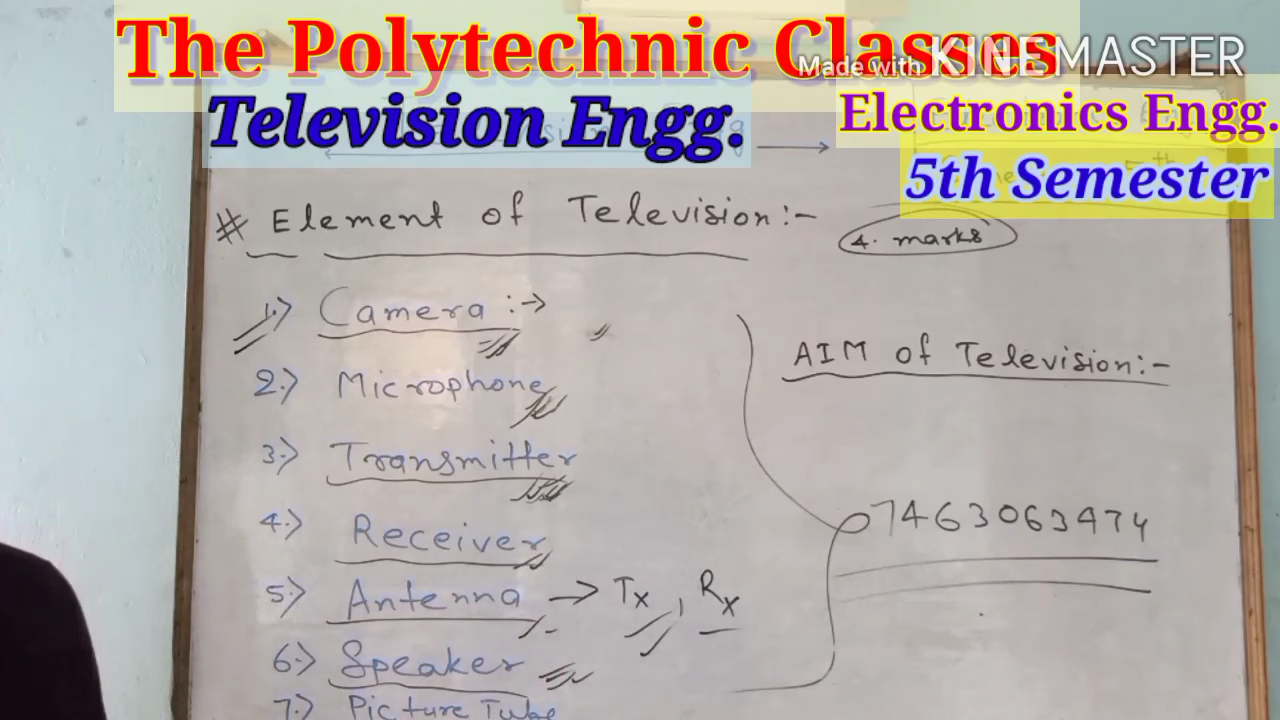 The Polytechnic Classes
Made with KINEMASTER
Television Engg.
Electronics Engg.
5th Semester
# Element of Television:-
4. marks
1.) Camera :→
2.) Microphone
3.) Transmitter
4.) Receiver
5.) Antenna → Tx, Rx
6.) Speaker
7.) Picture Tube
AIM of Television:-
07463063474